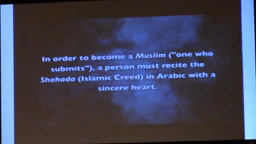 In order to become a Muslim ("one who
submits"), a person must recite the
Shahada (Islamic Creed) in Arabic with a
sincere heart.